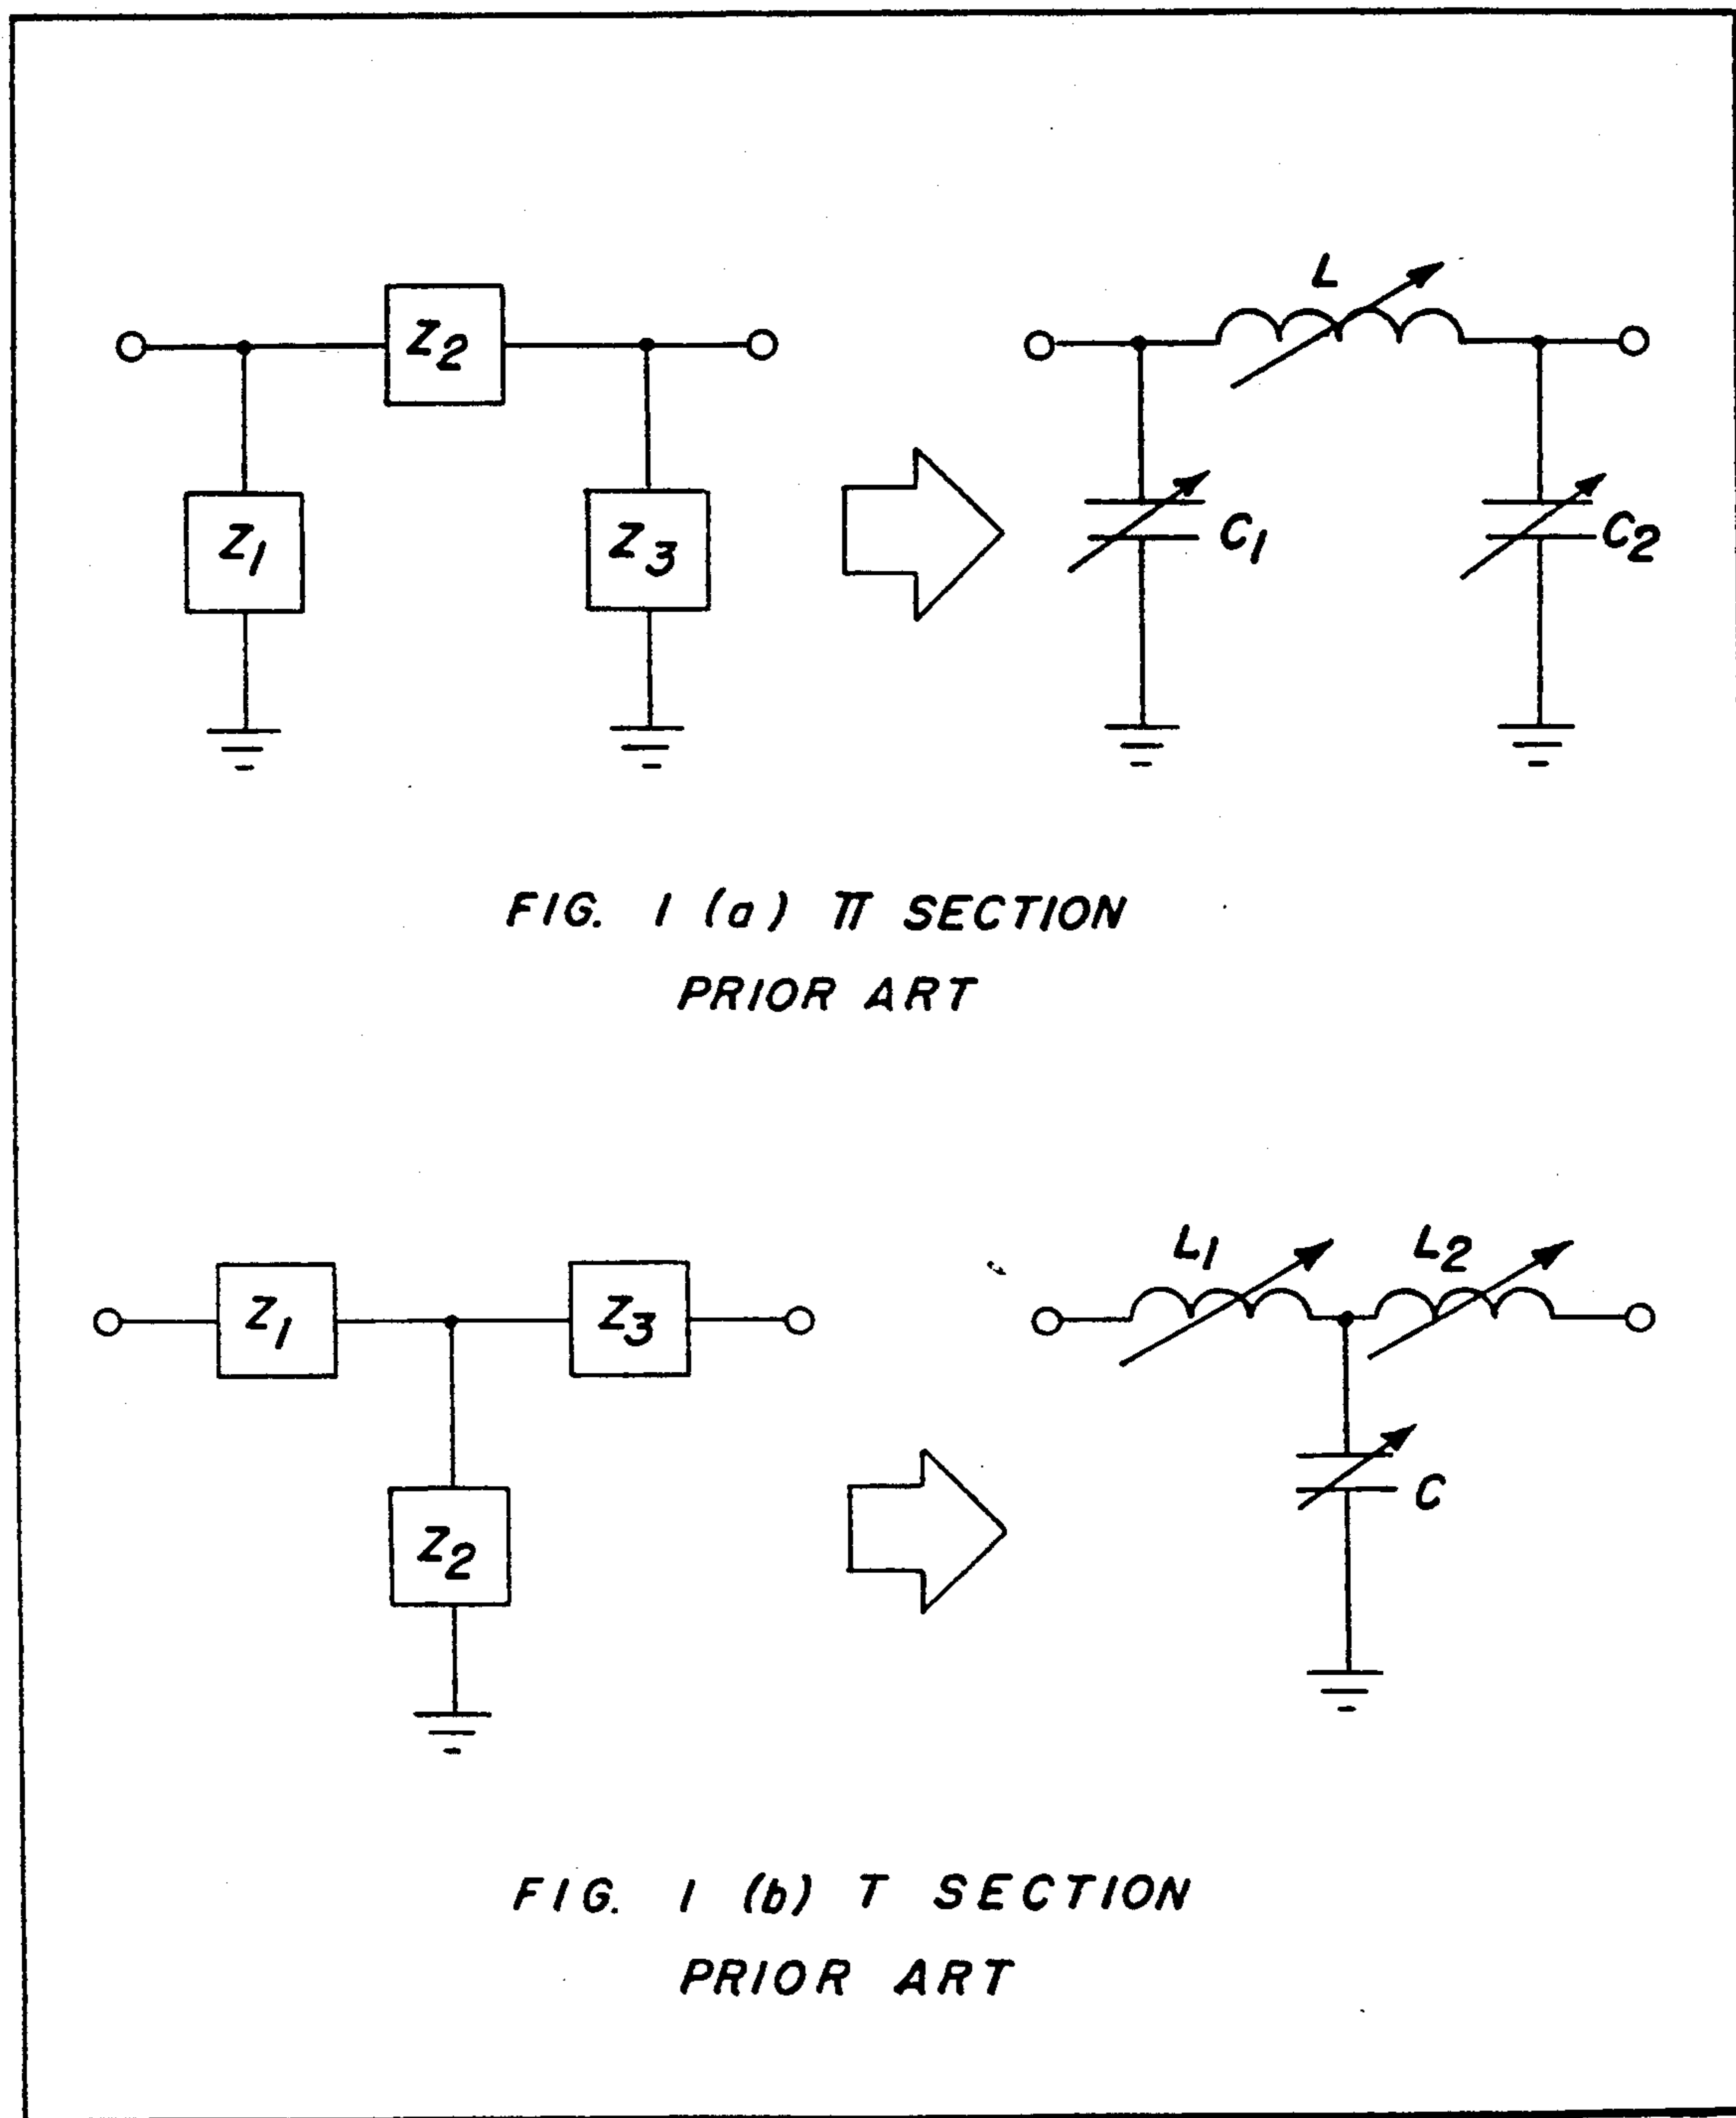 L
Z2
Z1
Z3
C1
C2
FIG. 1 (a) π SECTION
PRIOR ART
L1
L2
Z1
Z3
C
Z2
FIG. 1 (b) T SECTION
PRIOR ART